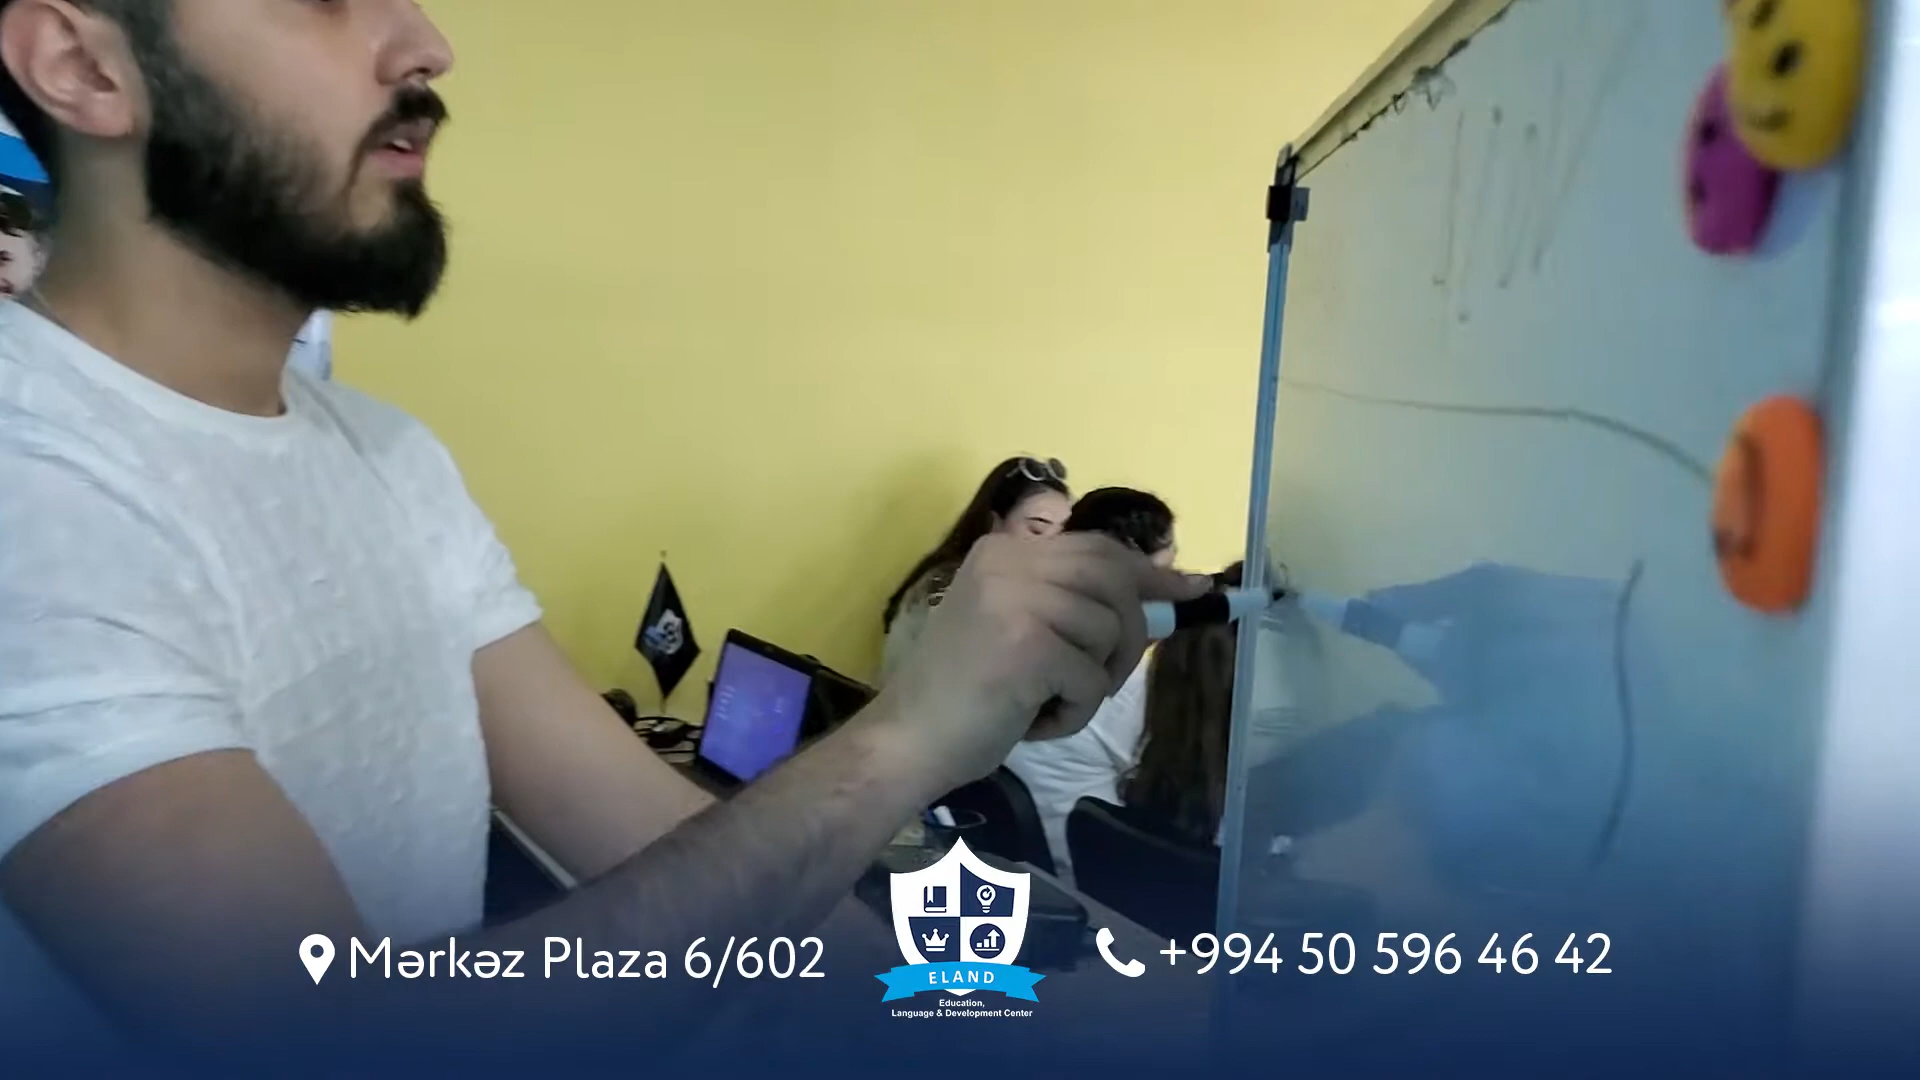 Mərkəz Plaza 6/602
ELAND
Education,
Language & Development Center
+994 50 596 46 42